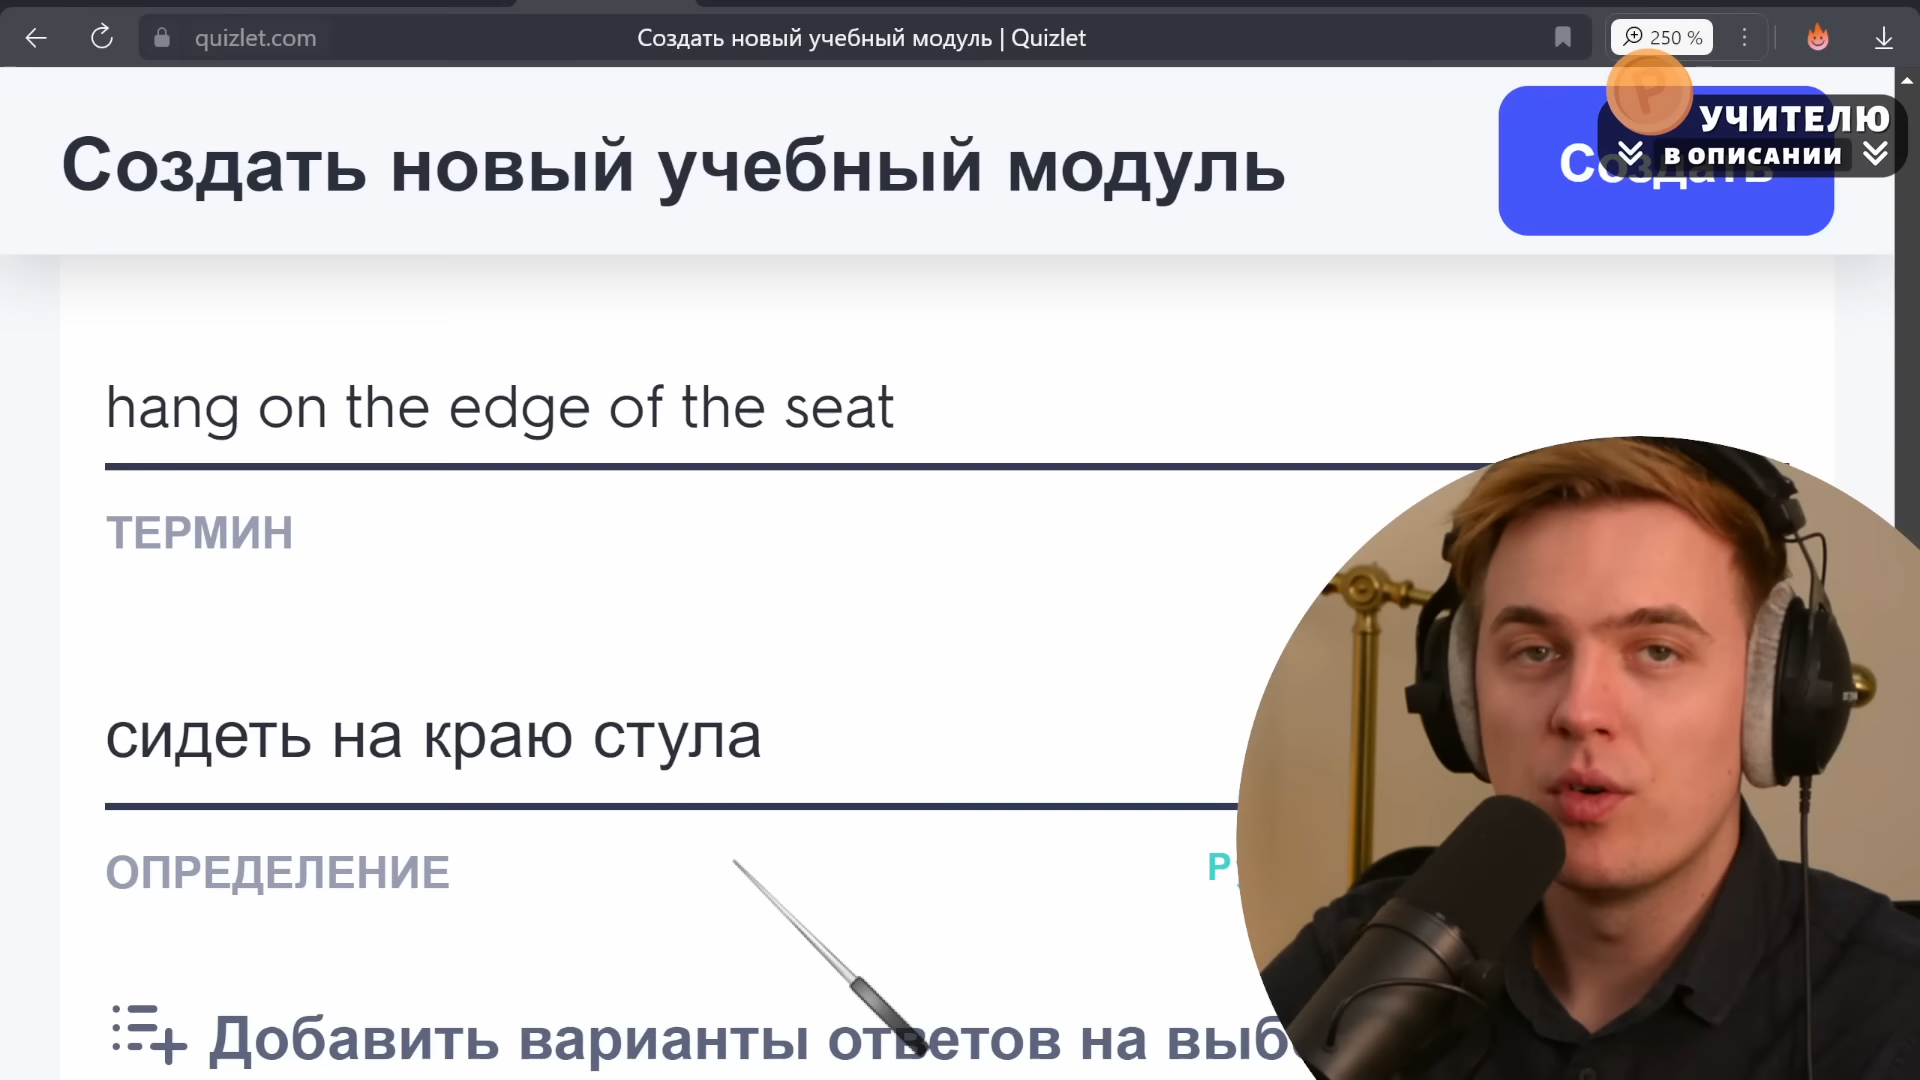 quizlet.com
Создать новый учебный модуль | Quizlet
250 %
Создать новый учебный модуль
Создать
УЧИТЕЛЮ
В ОПИСАНИИ
hang on the edge of the seat
ТЕРМИН
сидеть на краю стула
ОПРЕДЕЛЕНИЕ
Добавить варианты ответов на